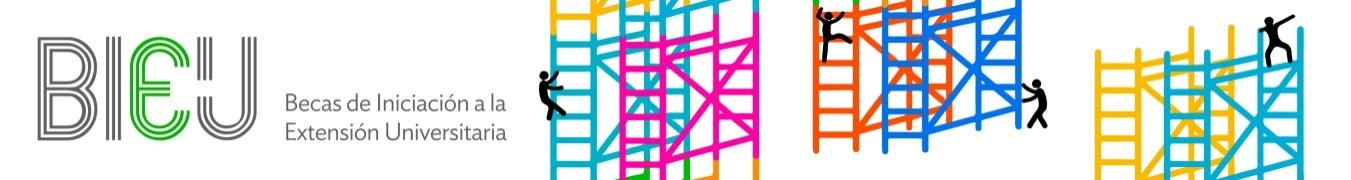 BIEU
Becas de Iniciación a la
Extensión Universitaria